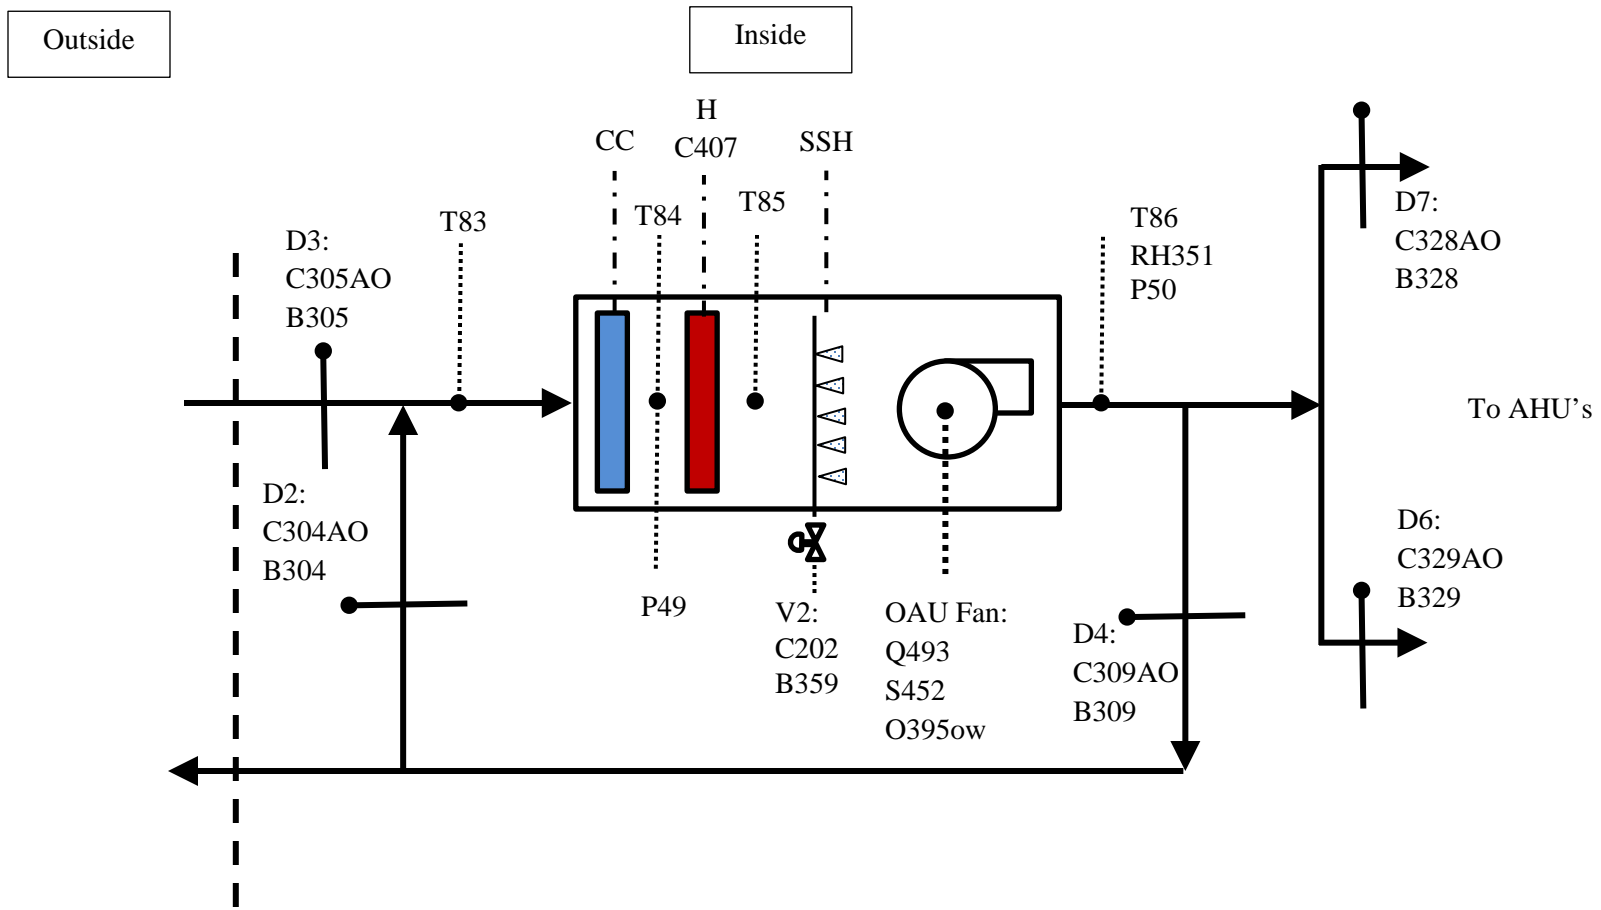 Outside
Inside
H
CC
C407
SSH
T83
T84
T85
D3:
C305AO
B305
T86
RH351
P50
D7:
C328AO
B328
To AHU's
D2:
C304AO
B304
P49
V2:
C202
B359
OAU Fan:
Q493
S452
O395ow
D4:
C309AO
B309
D6:
C329AO
B329